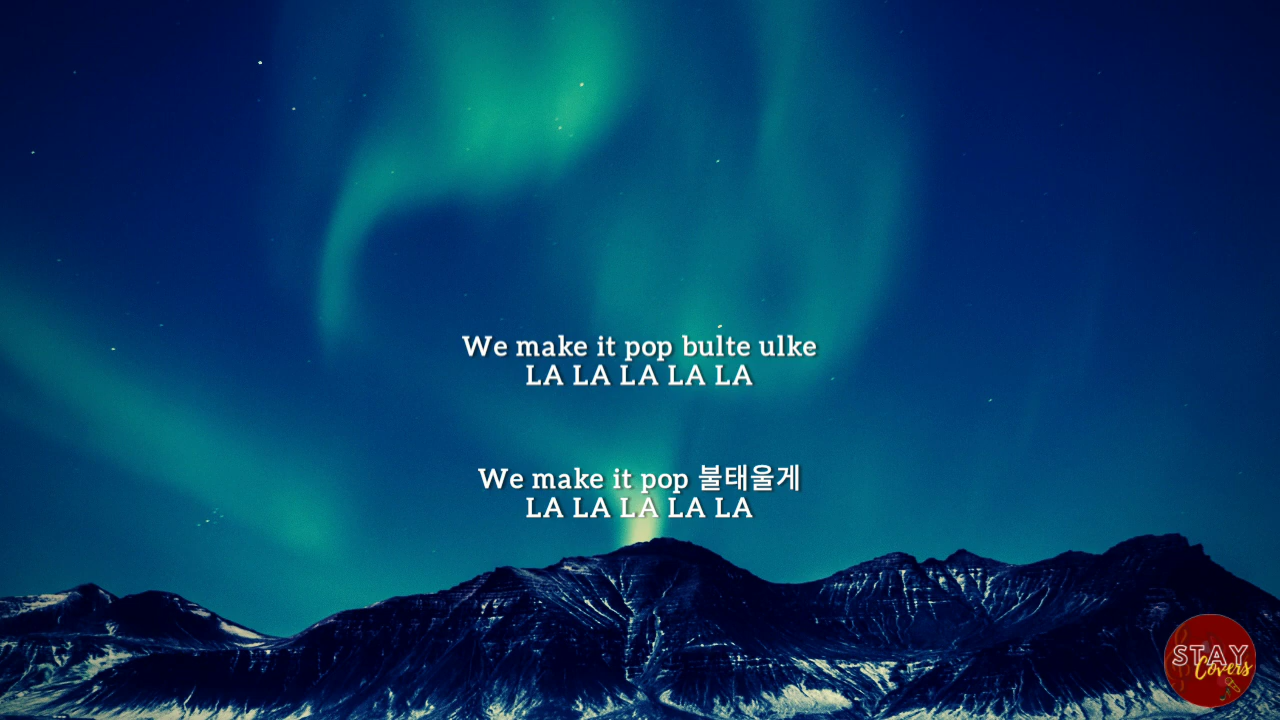 We make it pop bulte ulke
LA LA LA LA LA
We make it pop 불태울게
LA LA LA LA LA
STAY
Covers